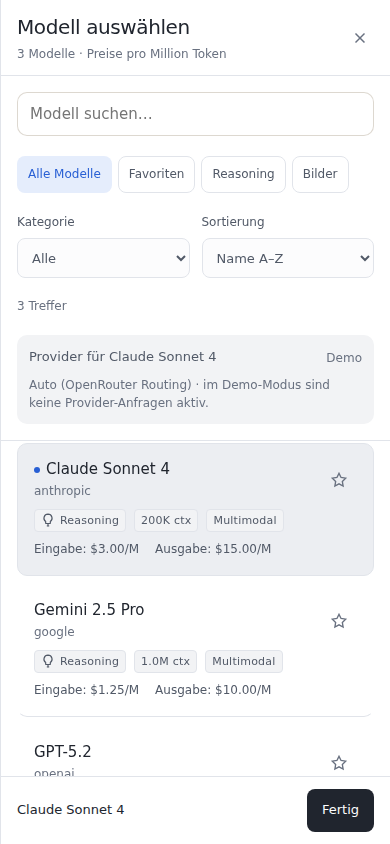 Modell auswählen
3 Modelle · Preise pro Million Token
Modell suchen…
Alle Modelle Favoriten Reasoning Bilder
Kategorie Sortierung
Alle Name A–Z
3 Treffer
Provider für Claude Sonnet 4 Demo
Auto (OpenRouter Routing) · im Demo-Modus sind
keine Provider-Anfragen aktiv.
Claude Sonnet 4
anthropic
Reasoning 200K ctx Multimodal
Eingabe: $3.00/M Ausgabe: $15.00/M
Gemini 2.5 Pro
google
Reasoning 1.0M ctx Multimodal
Eingabe: $1.25/M Ausgabe: $10.00/M
GPT-5.2
openai
Claude Sonnet 4 Fertig